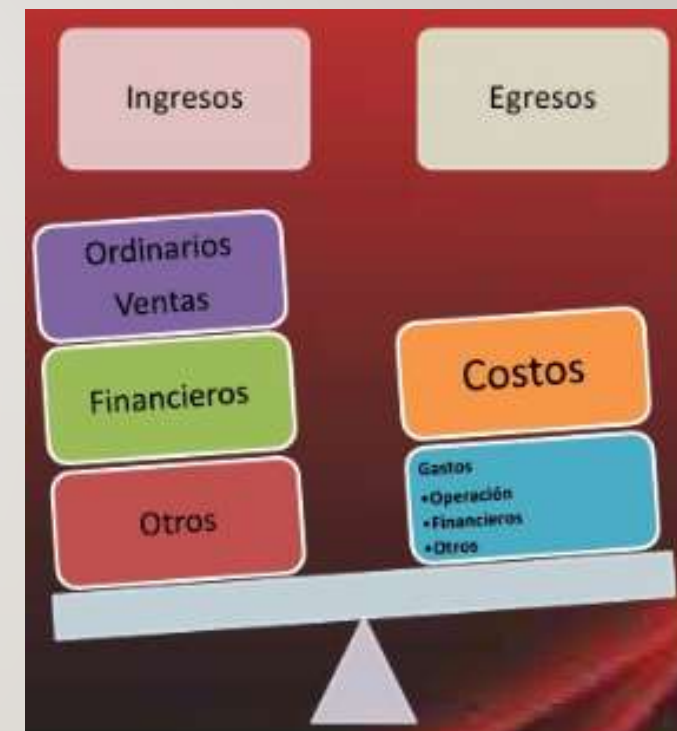 Ingresos
Egresos
Ordinarios
Ventas
Financieros
Otros
Costos
Gastos
•Operación
•Financieros
•Otros